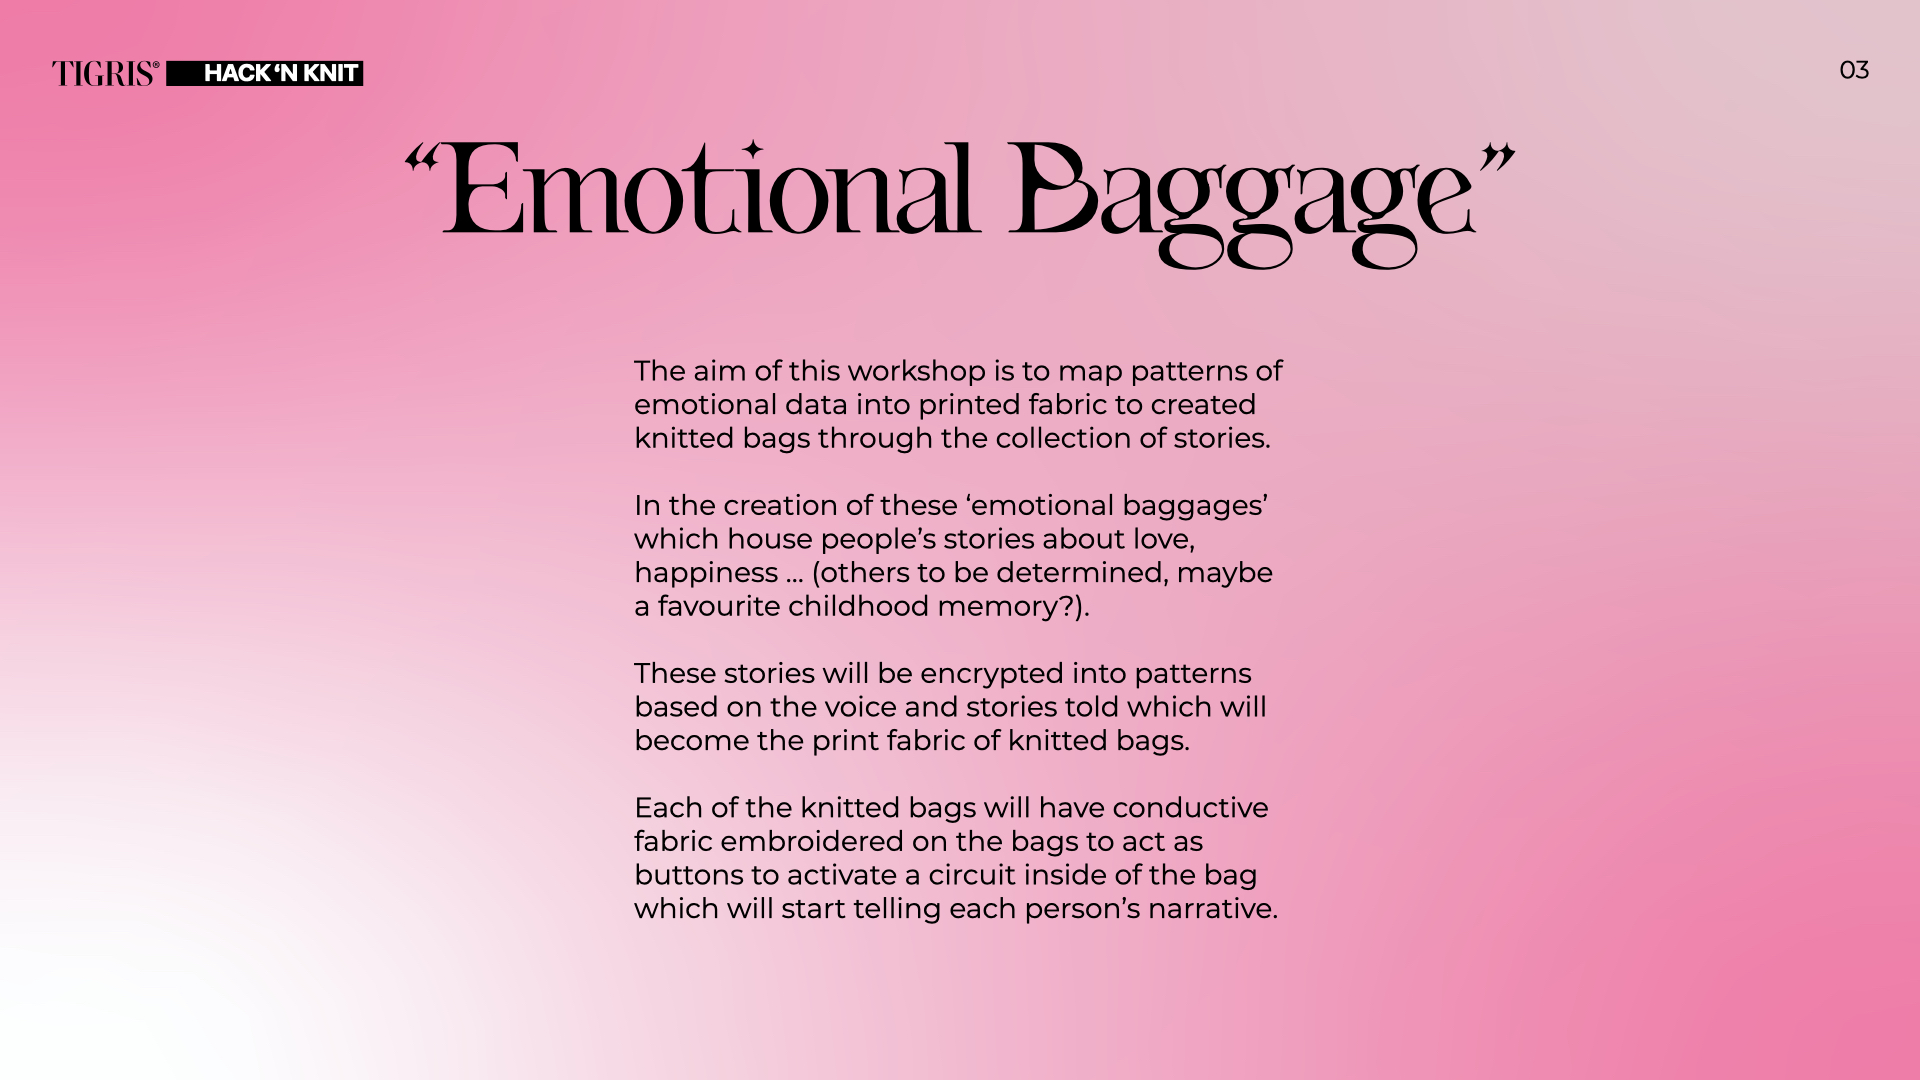 TIGRIS® HACK ‘N KNIT
03
“Emotional Baggage”
The aim of this workshop is to map patterns of
emotional data into printed fabric to created
knitted bags through the collection of stories.
In the creation of these ‘emotional baggages’
which house people’s stories about love,
happiness ... (others to be determined, maybe
a favourite childhood memory?).
These stories will be encrypted into patterns
based on the voice and stories told which will
become the print fabric of knitted bags.
Each of the knitted bags will have conductive
fabric embroidered on the bags to act as
buttons to activate a circuit inside of the bag
which will start telling each person’s narrative.